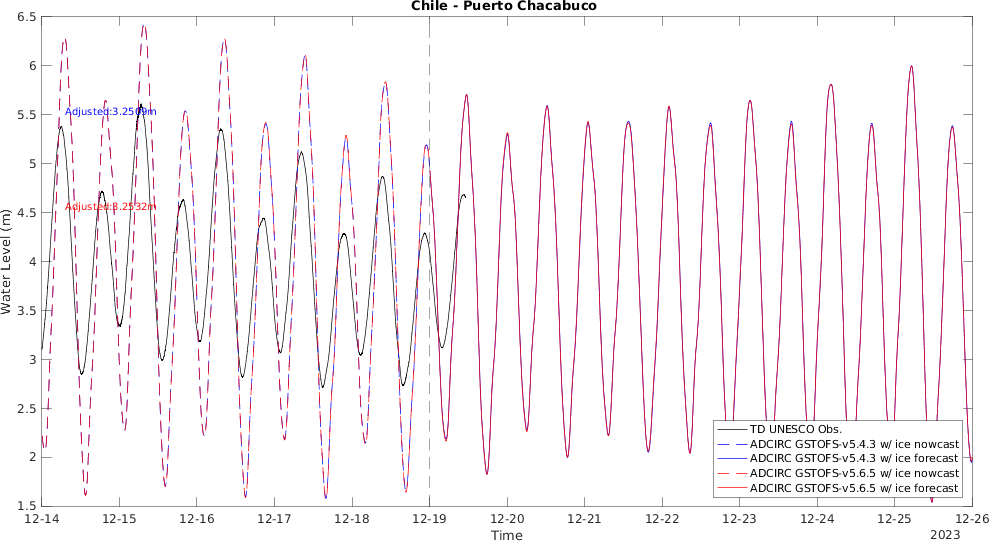 Chile - Puerto Chacabuco
6.5
6
5.5
5
4.5
4
3.5
3
2.5
2
1.5
Water Level (m)
Adjusted:3.2509m
Adjusted:3.2532m
TD UNESCO Obs.
ADCIRC GSTOFS-v5.4.3 w/ ice nowcast
ADCIRC GSTOFS-v5.4.3 w/ ice forecast
ADCIRC GSTOFS-v5.6.5 w/ ice nowcast
ADCIRC GSTOFS-v5.6.5 w/ ice forecast
12-14 12-15 12-16 12-17 12-18 12-19 12-20 12-21 12-22 12-23 12-24 12-25 12-26
Time
2023